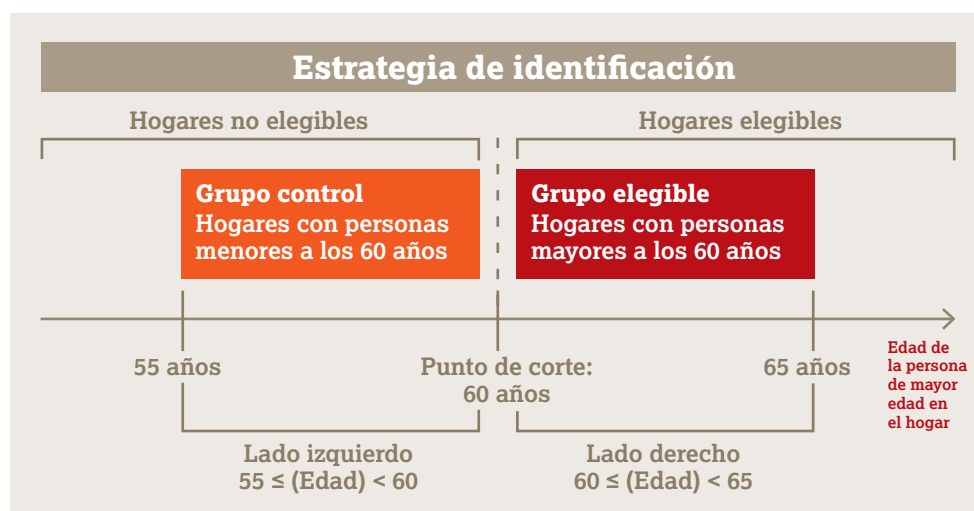 Estrategia de identificación
Hogares no elegibles
Hogares elegibles
Grupo control
Hogares con personas
menores a los 60 años
Grupo elegible
Hogares con personas
mayores a los 60 años
55 años
Punto de corte:
60 años
65 años
Edad de
la persona
de mayor
edad en
el hogar
Lado izquierdo
55 ≤ (Edad) < 60
Lado derecho
60 ≤ (Edad) < 65